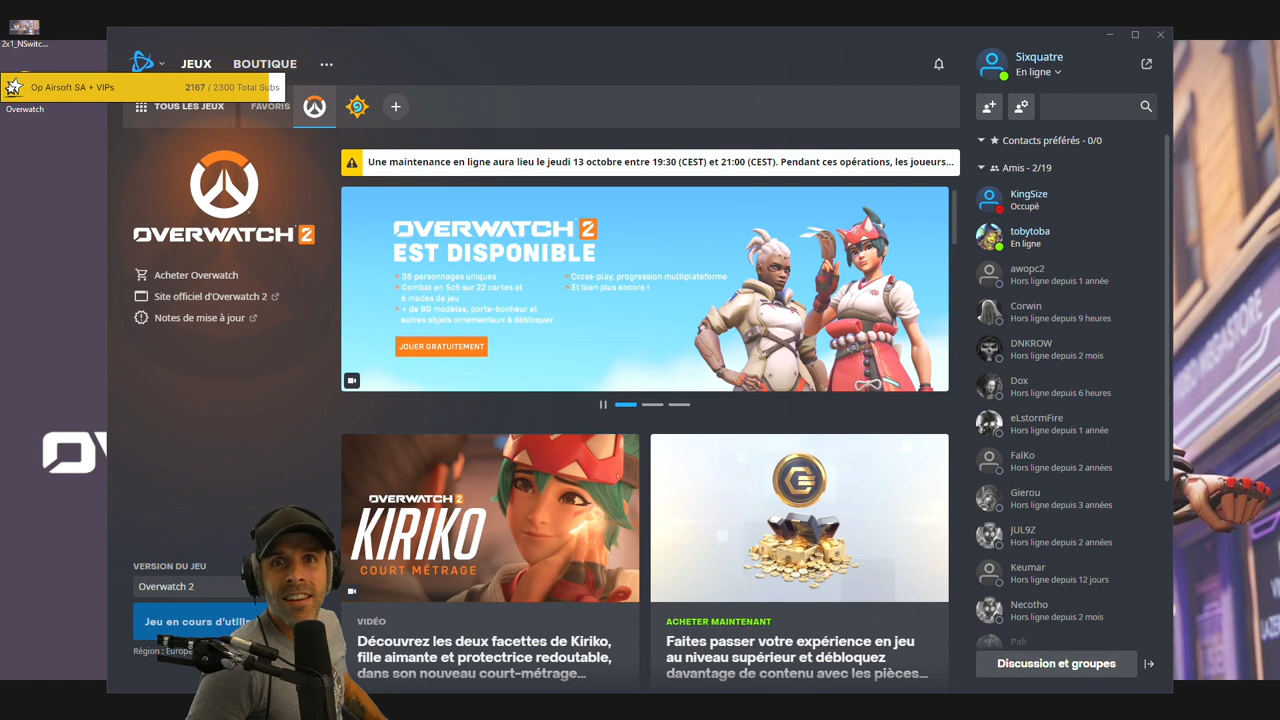 2x1_NSwitc...
JEUX
BOUTIQUE
...
Op Airsoft SA + VIPs
2167 / 2300 Total Subs
Overwatch
TOUS LES JEUX
FAVORIS
Sixquatre
En ligne
Une maintenance en ligne aura lieu le jeudi 13 octobre entre 19:30 (CEST) et 21:00 (CEST). Pendant ces opérations, les joueurs...
OVERWATCH 2
Acheter Overwatch
Site officiel d'Overwatch 2
Notes de mise à jour
OVERWATCH 2
EST DISPONIBLE
35 personnages uniques
Combat en 5c5 sur 22 cartes et
6 modes de jeu
+ de 80 modèles, porte-bonheur et
autres objets ornementaux à débloquer
Cross-play, progression multiplateforme
Et bien plus encore !
JOUER GRATUITEMENT
OVERWATCH 2
KIRIKO
COURT MÉTRAGE
VIDÉO
Découvrez les deux facettes de Kiriko,
fille aimante et protectrice redoutable,
dans son nouveau court-métrage...
ACHETER MAINTENANT
Faites passer votre expérience en jeu
au niveau supérieur et débloquez
davantage de contenu avec les pièces...
VERSION DU JEU
Overwatch 2
Jeu en cours d'utilis
Région : Europe
Contacts préférés - 0/0
Amis - 2/19
KingSize
Occupé
tobytoba
En ligne
awopc2
Hors ligne depuis 1 année
Corwin
Hors ligne depuis 9 heures
DNKROW
Hors ligne depuis 2 mois
Dox
Hors ligne depuis 6 heures
eLstormFire
Hors ligne depuis 1 année
FalKo
Hors ligne depuis 2 années
Gierou
Hors ligne depuis 3 années
JUL9Z
Hors ligne depuis 2 années
Keumar
Hors ligne depuis 12 jours
Necotho
Hors ligne depuis 2 mois
Pali
Discussion et groupes